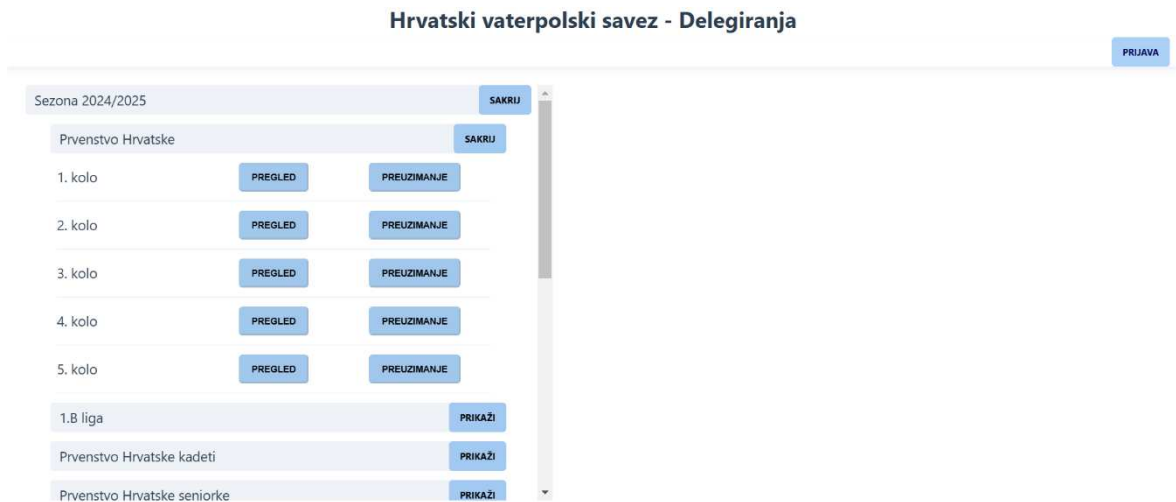 Hrvatski vaterpolski savez - Delegiranja
PRIJAVA
Sezona 2024/2025 SAKRIJ
Prvenstvo Hrvatske SAKRIJ
1. kolo PREGLED PREUZIMANJE
2. kolo PREGLED PREUZIMANJE
3. kolo PREGLED PREUZIMANJE
4. kolo PREGLED PREUZIMANJE
5. kolo PREGLED PREUZIMANJE
1.B liga PRIKAŽI
Prvenstvo Hrvatske kadeti PRIKAŽI
Prvenstvo Hrvatske seniorke PRIKAŽI